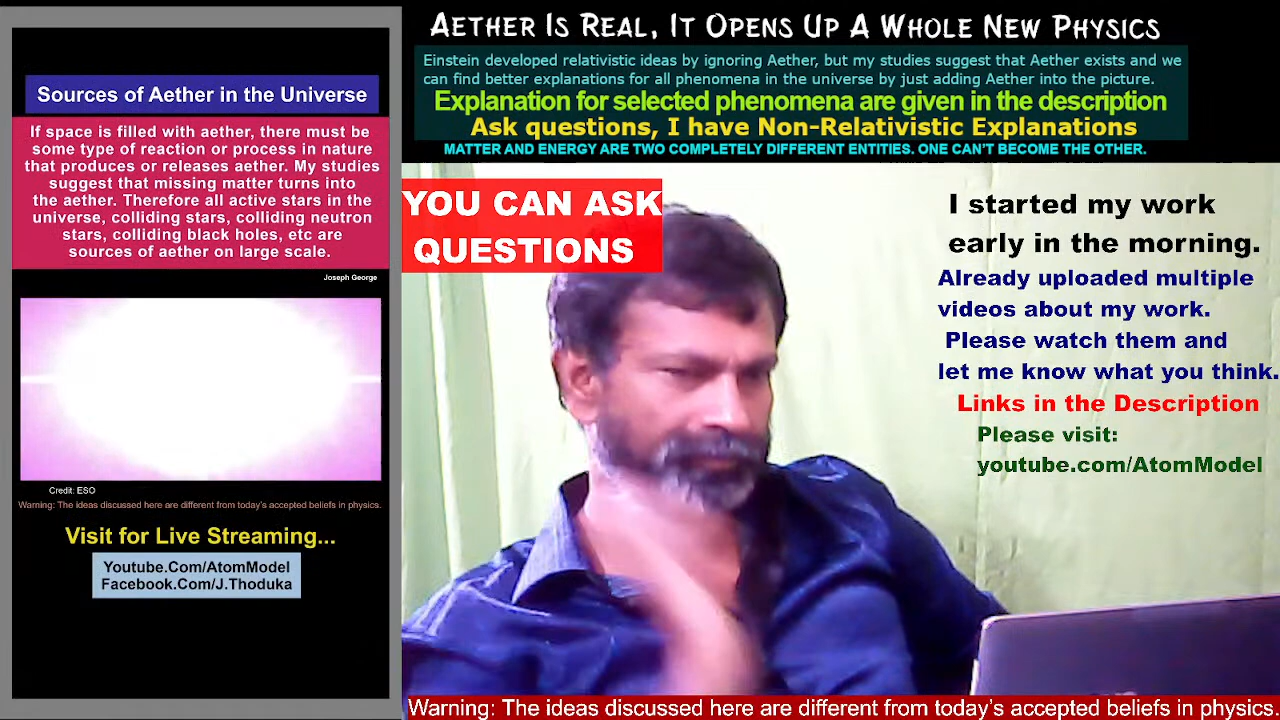 Sources of Aether in the Universe
If space is filled with aether, there must be
some type of reaction or process in nature
that produces or releases aether. My studies
suggest that missing matter turns into
the aether. Therefore all active stars in the
universe, colliding stars, colliding neutron
stars, colliding black holes, etc are
sources of aether on large scale.
Joseph George
Credit: ESO
Warning: The ideas discussed here are different from today's accepted beliefs in physics.
Visit for Live Streaming...
Youtube.Com/AtomModel
Facebook.Com/J.Thoduka
Aether Is Real, It Opens Up A Whole New Physics
Einstein developed relativistic ideas by ignoring Aether, but my studies suggest that Aether exists and we
can find better explanations for all phenomena in the universe by just adding Aether into the picture.
Explanation for selected phenomena are given in the description
Ask questions, I have Non-Relativistic Explanations
MATTER AND ENERGY ARE TWO COMPLETELY DIFFERENT ENTITIES. ONE CAN'T BECOME THE OTHER.
YOU CAN ASK
QUESTIONS
I started my work
early in the morning.
Already uploaded multiple
videos about my work.
Please watch them and
let me know what you think.
Links in the Description
Please visit:
youtube.com/AtomModel
Warning: The ideas discussed here are different from today's accepted beliefs in physics.